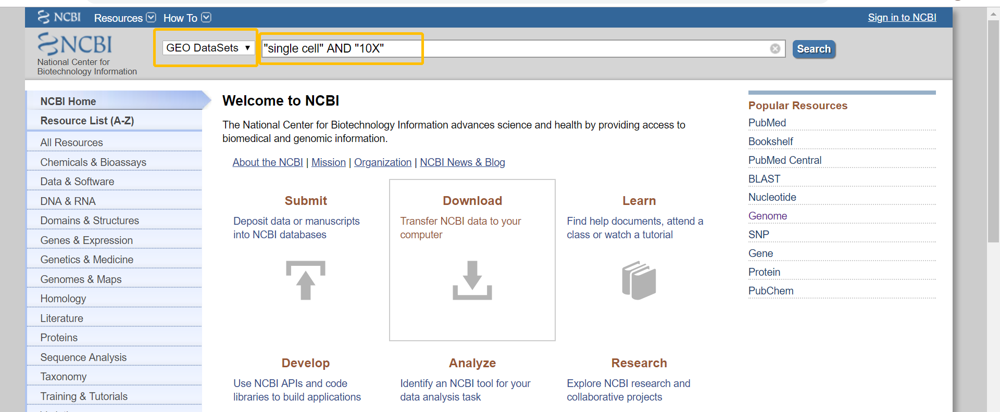 NCBI Resources How To Sign in to NCBI
NCBI
National Center for
Biotechnology Information
GEO DataSets "single cell" AND "10X" Search
NCBI Home
Resource List (A-Z)
All Resources
Chemicals & Bioassays
Data & Software
DNA & RNA
Domains & Structures
Genes & Expression
Genetics & Medicine
Genomes & Maps
Homology
Literature
Proteins
Sequence Analysis
Taxonomy
Training & Tutorials
Welcome to NCBI
The National Center for Biotechnology Information advances science and health by providing access to
biomedical and genomic information.
About the NCBI | Mission | Organization | NCBI News & Blog
Submit
Deposit data or manuscripts
into NCBI databases
Download
Transfer NCBI data to your
computer
Learn
Find help documents, attend a
class or watch a tutorial
Develop
Use NCBI APIs and code
libraries to build applications
Analyze
Identify an NCBI tool for your
data analysis task
Research
Explore NCBI research and
collaborative projects
Popular Resources
PubMed
Bookshelf
PubMed Central
BLAST
Nucleotide
Genome
SNP
Gene
Protein
PubChem